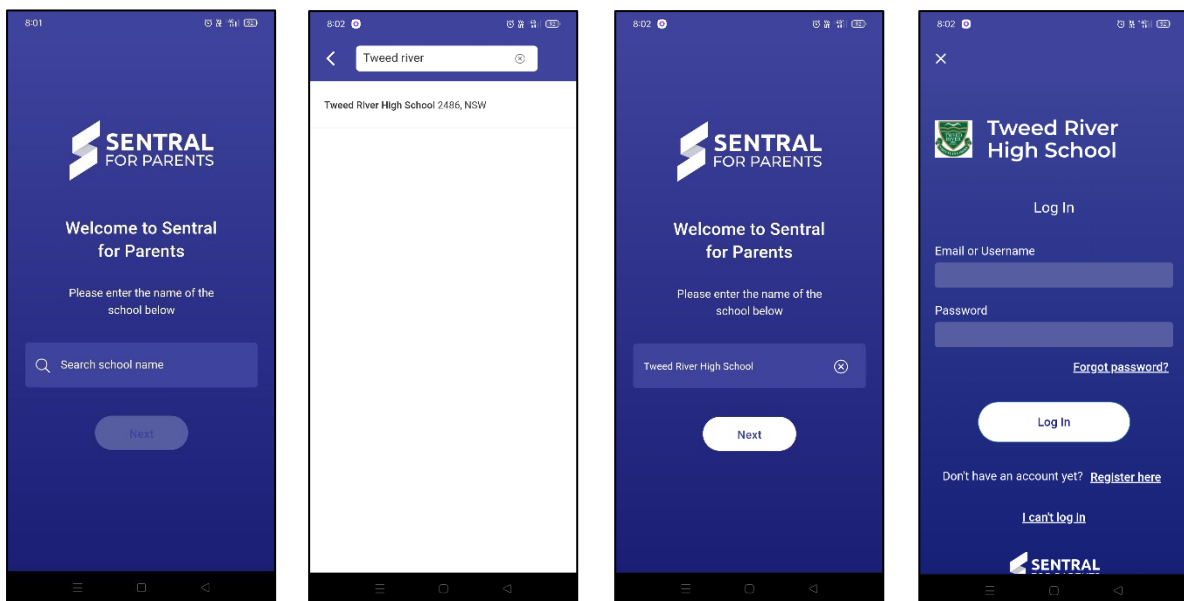 8:01
SENTRAL
FOR PARENTS
Welcome to Sentral
for Parents
Please enter the name of the
school below
Search school name
Next
8:02
Tweed river
Tweed River High School 2486, NSW
8:02
SENTRAL
FOR PARENTS
Welcome to Sentral
for Parents
Please enter the name of the
school below
Tweed River High School
Next
8:02
Tweed River
High School
Log In
Email or Username
Password
Forgot password?
Log In
Don't have an account yet? Register here
I can't log in
SENTRAL